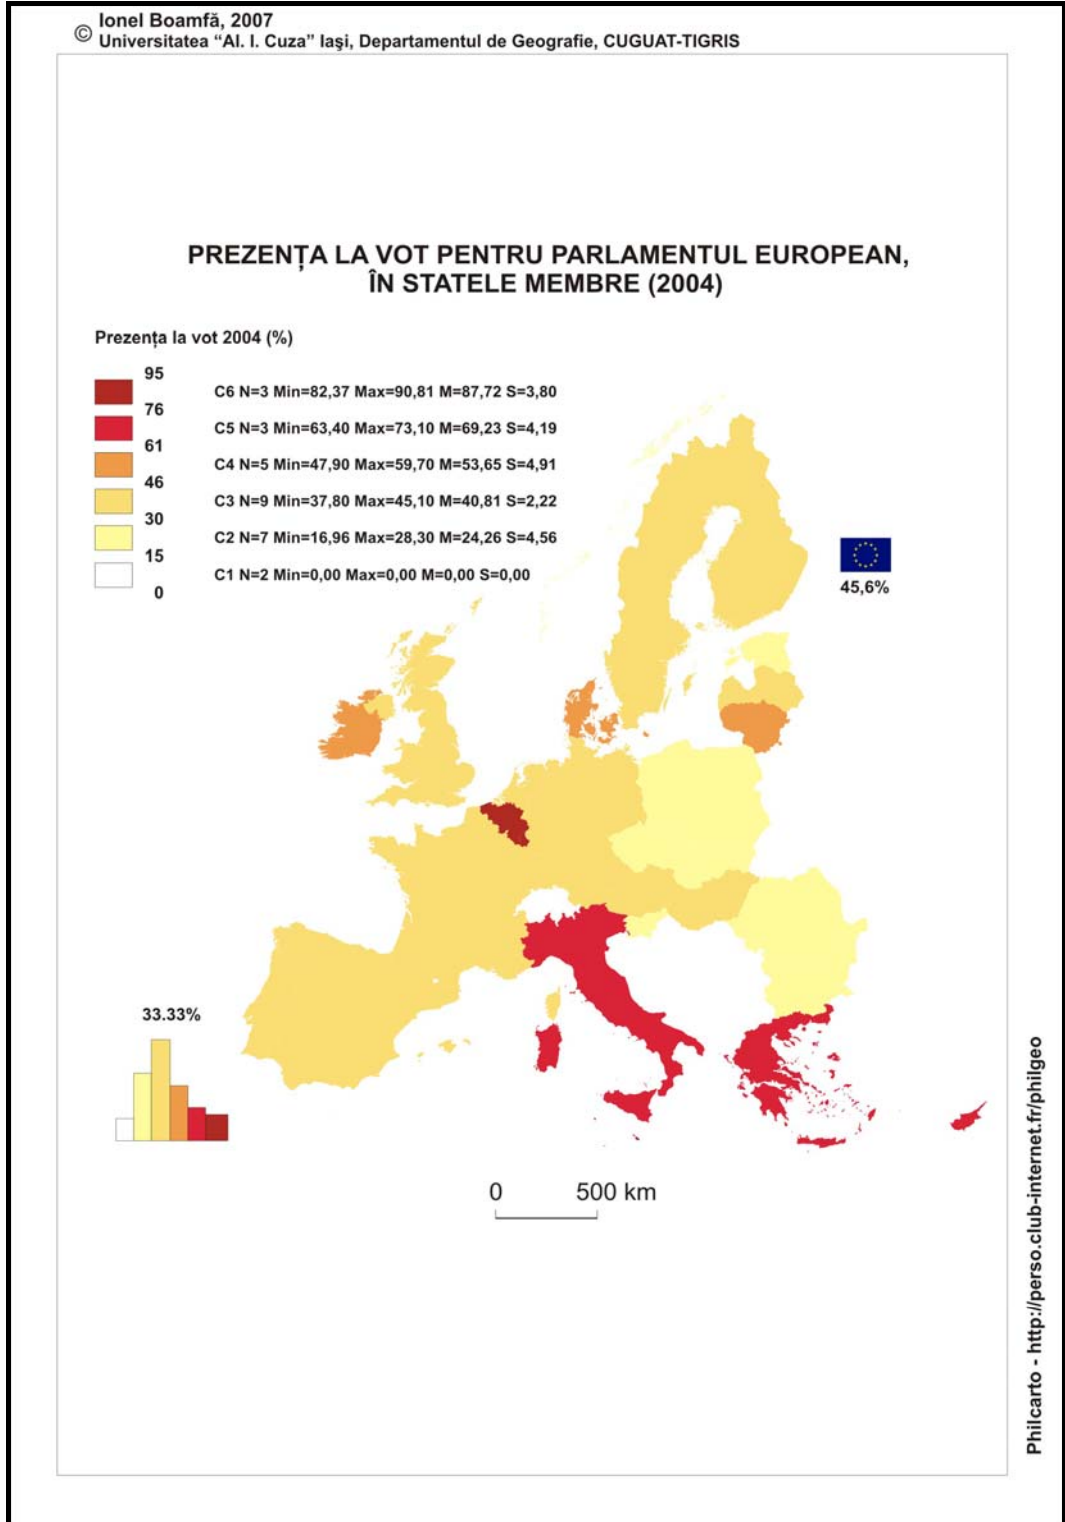 ©
Ionel Boamfă, 2007
Universitatea “Al. I. Cuza” Iaşi, Departamentul de Geografie, CUGUAT-TIGRIS
PREZENȚA LA VOT PENTRU PARLAMENTUL EUROPEAN,
ÎN STATELE MEMBRE (2004)
Prezența la vot 2004 (%)
95
C6 N=3 Min=82,37 Max=90,81 M=87,72 S=3,80
76
C5 N=3 Min=63,40 Max=73,10 M=69,23 S=4,19
61
C4 N=5 Min=47,90 Max=59,70 M=53,65 S=4,91
46
C3 N=9 Min=37,80 Max=45,10 M=40,81 S=2,22
30
C2 N=7 Min=16,96 Max=28,30 M=24,26 S=4,56
15
C1 N=2 Min=0,00 Max=0,00 M=0,00 S=0,00
0
45,6%
33.33%
0 500 km
Philcarto - http://perso.club-internet.fr/philgeo